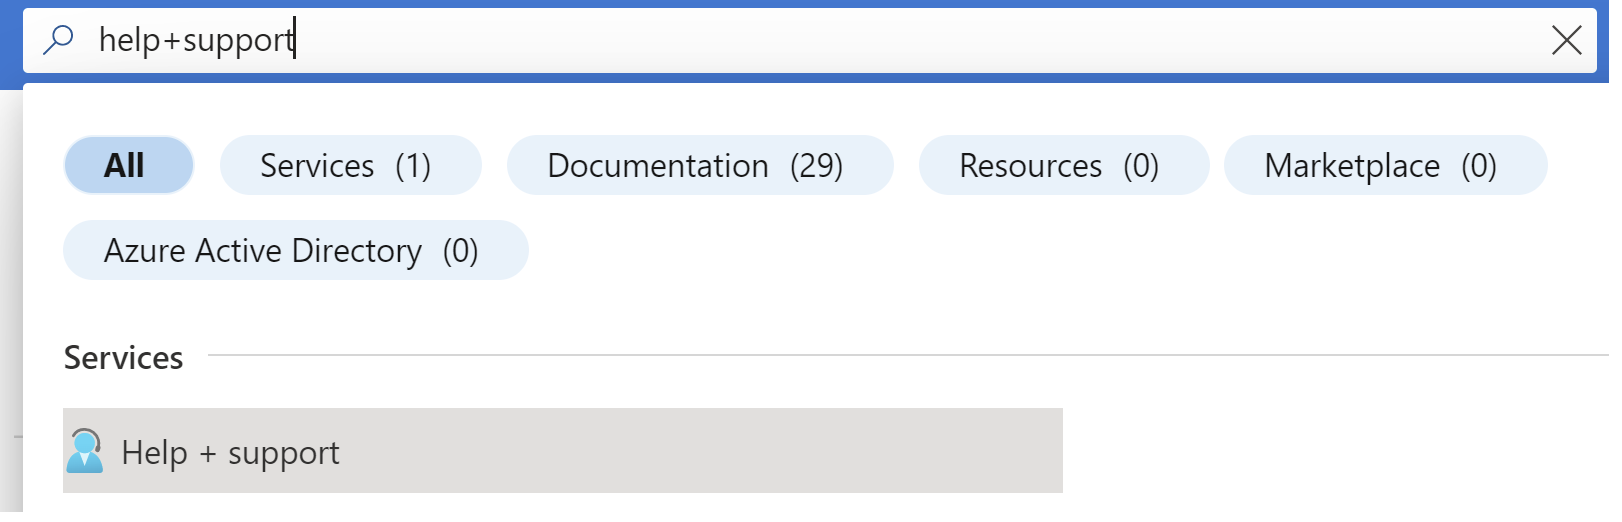 help+support
All Services (1) Documentation (29) Resources (0) Marketplace (0)
Azure Active Directory (0)
Services
Help + support